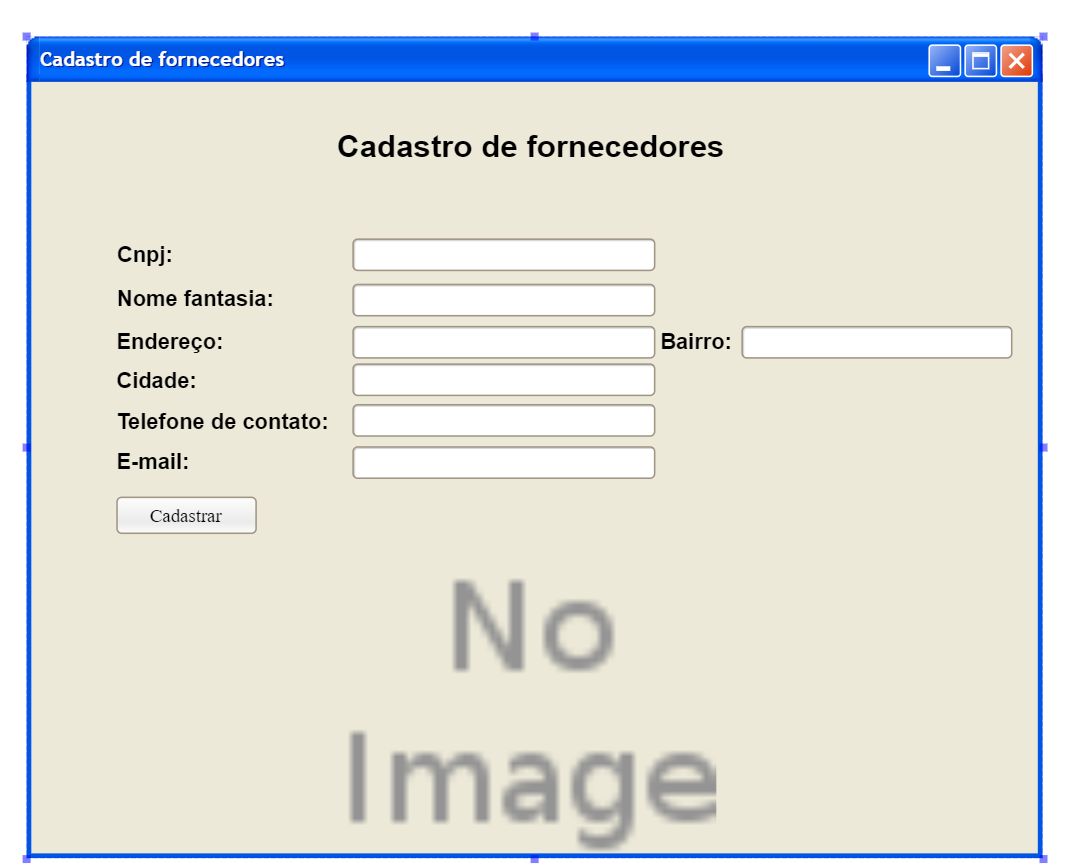 Cadastro de fornecedores
Cadastro de fornecedores
Cnpj:
Nome fantasia:
Endereço: Bairro:
Cidade:
Telefone de contato:
E-mail:
Cadastrar
No
Image